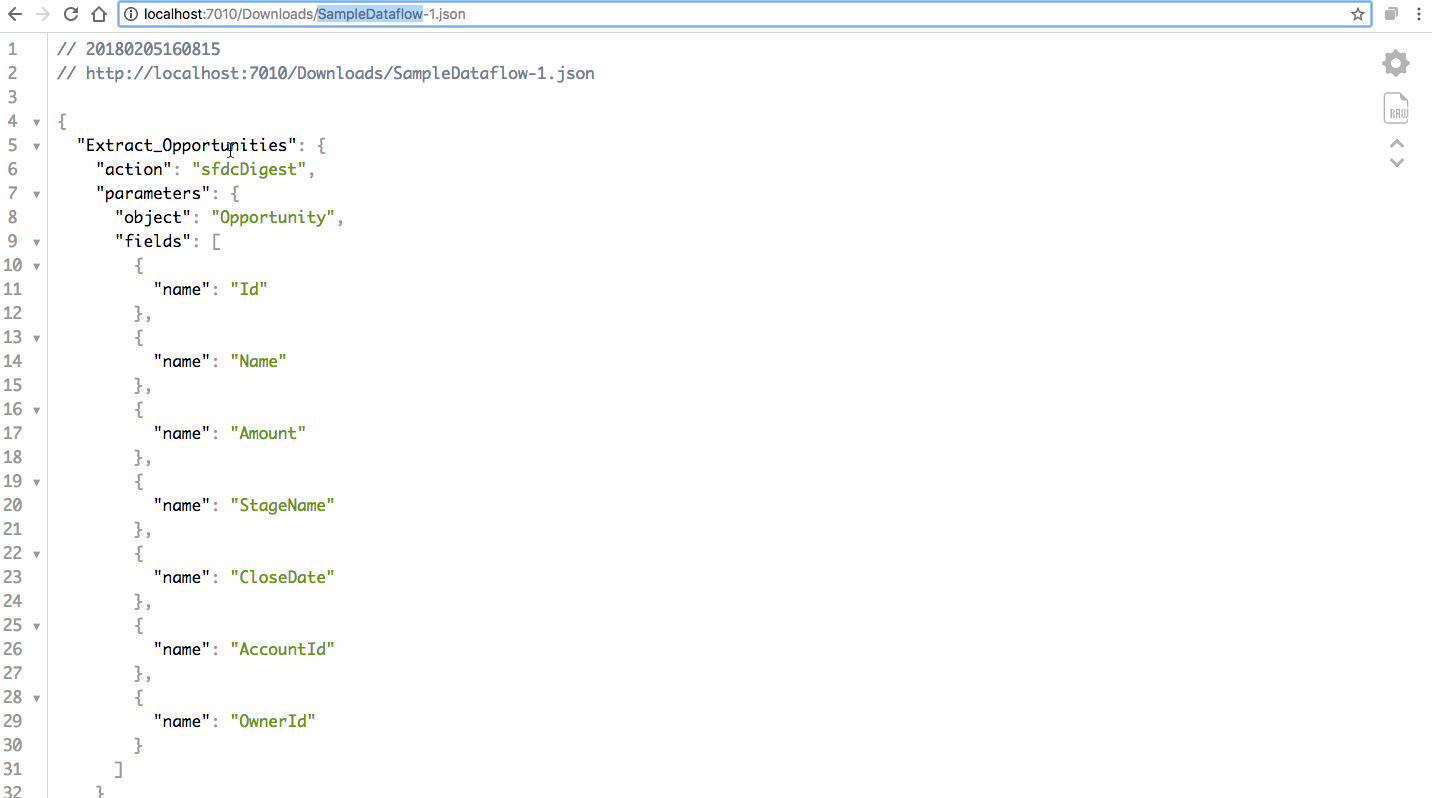 localhost:7010/Downloads/SampleDataflow-1.json
1 // 20180205160815
2 // http://localhost:7010/Downloads/SampleDataflow-1.json
3
4 {
5 "Extract_Opportunities": {
6 "action": "sfdcDigest",
7 "parameters": {
8 "object": "Opportunity",
9 "fields": [
10 {
11 "name": "Id"
12 },
13 {
14 "name": "Name"
15 },
16 {
17 "name": "Amount"
18 },
19 {
20 "name": "StageName"
21 },
22 {
23 "name": "CloseDate"
24 },
25 {
26 "name": "AccountId"
27 },
28 {
29 "name": "OwnerId"
30 }
31 ]
32 }
RAW